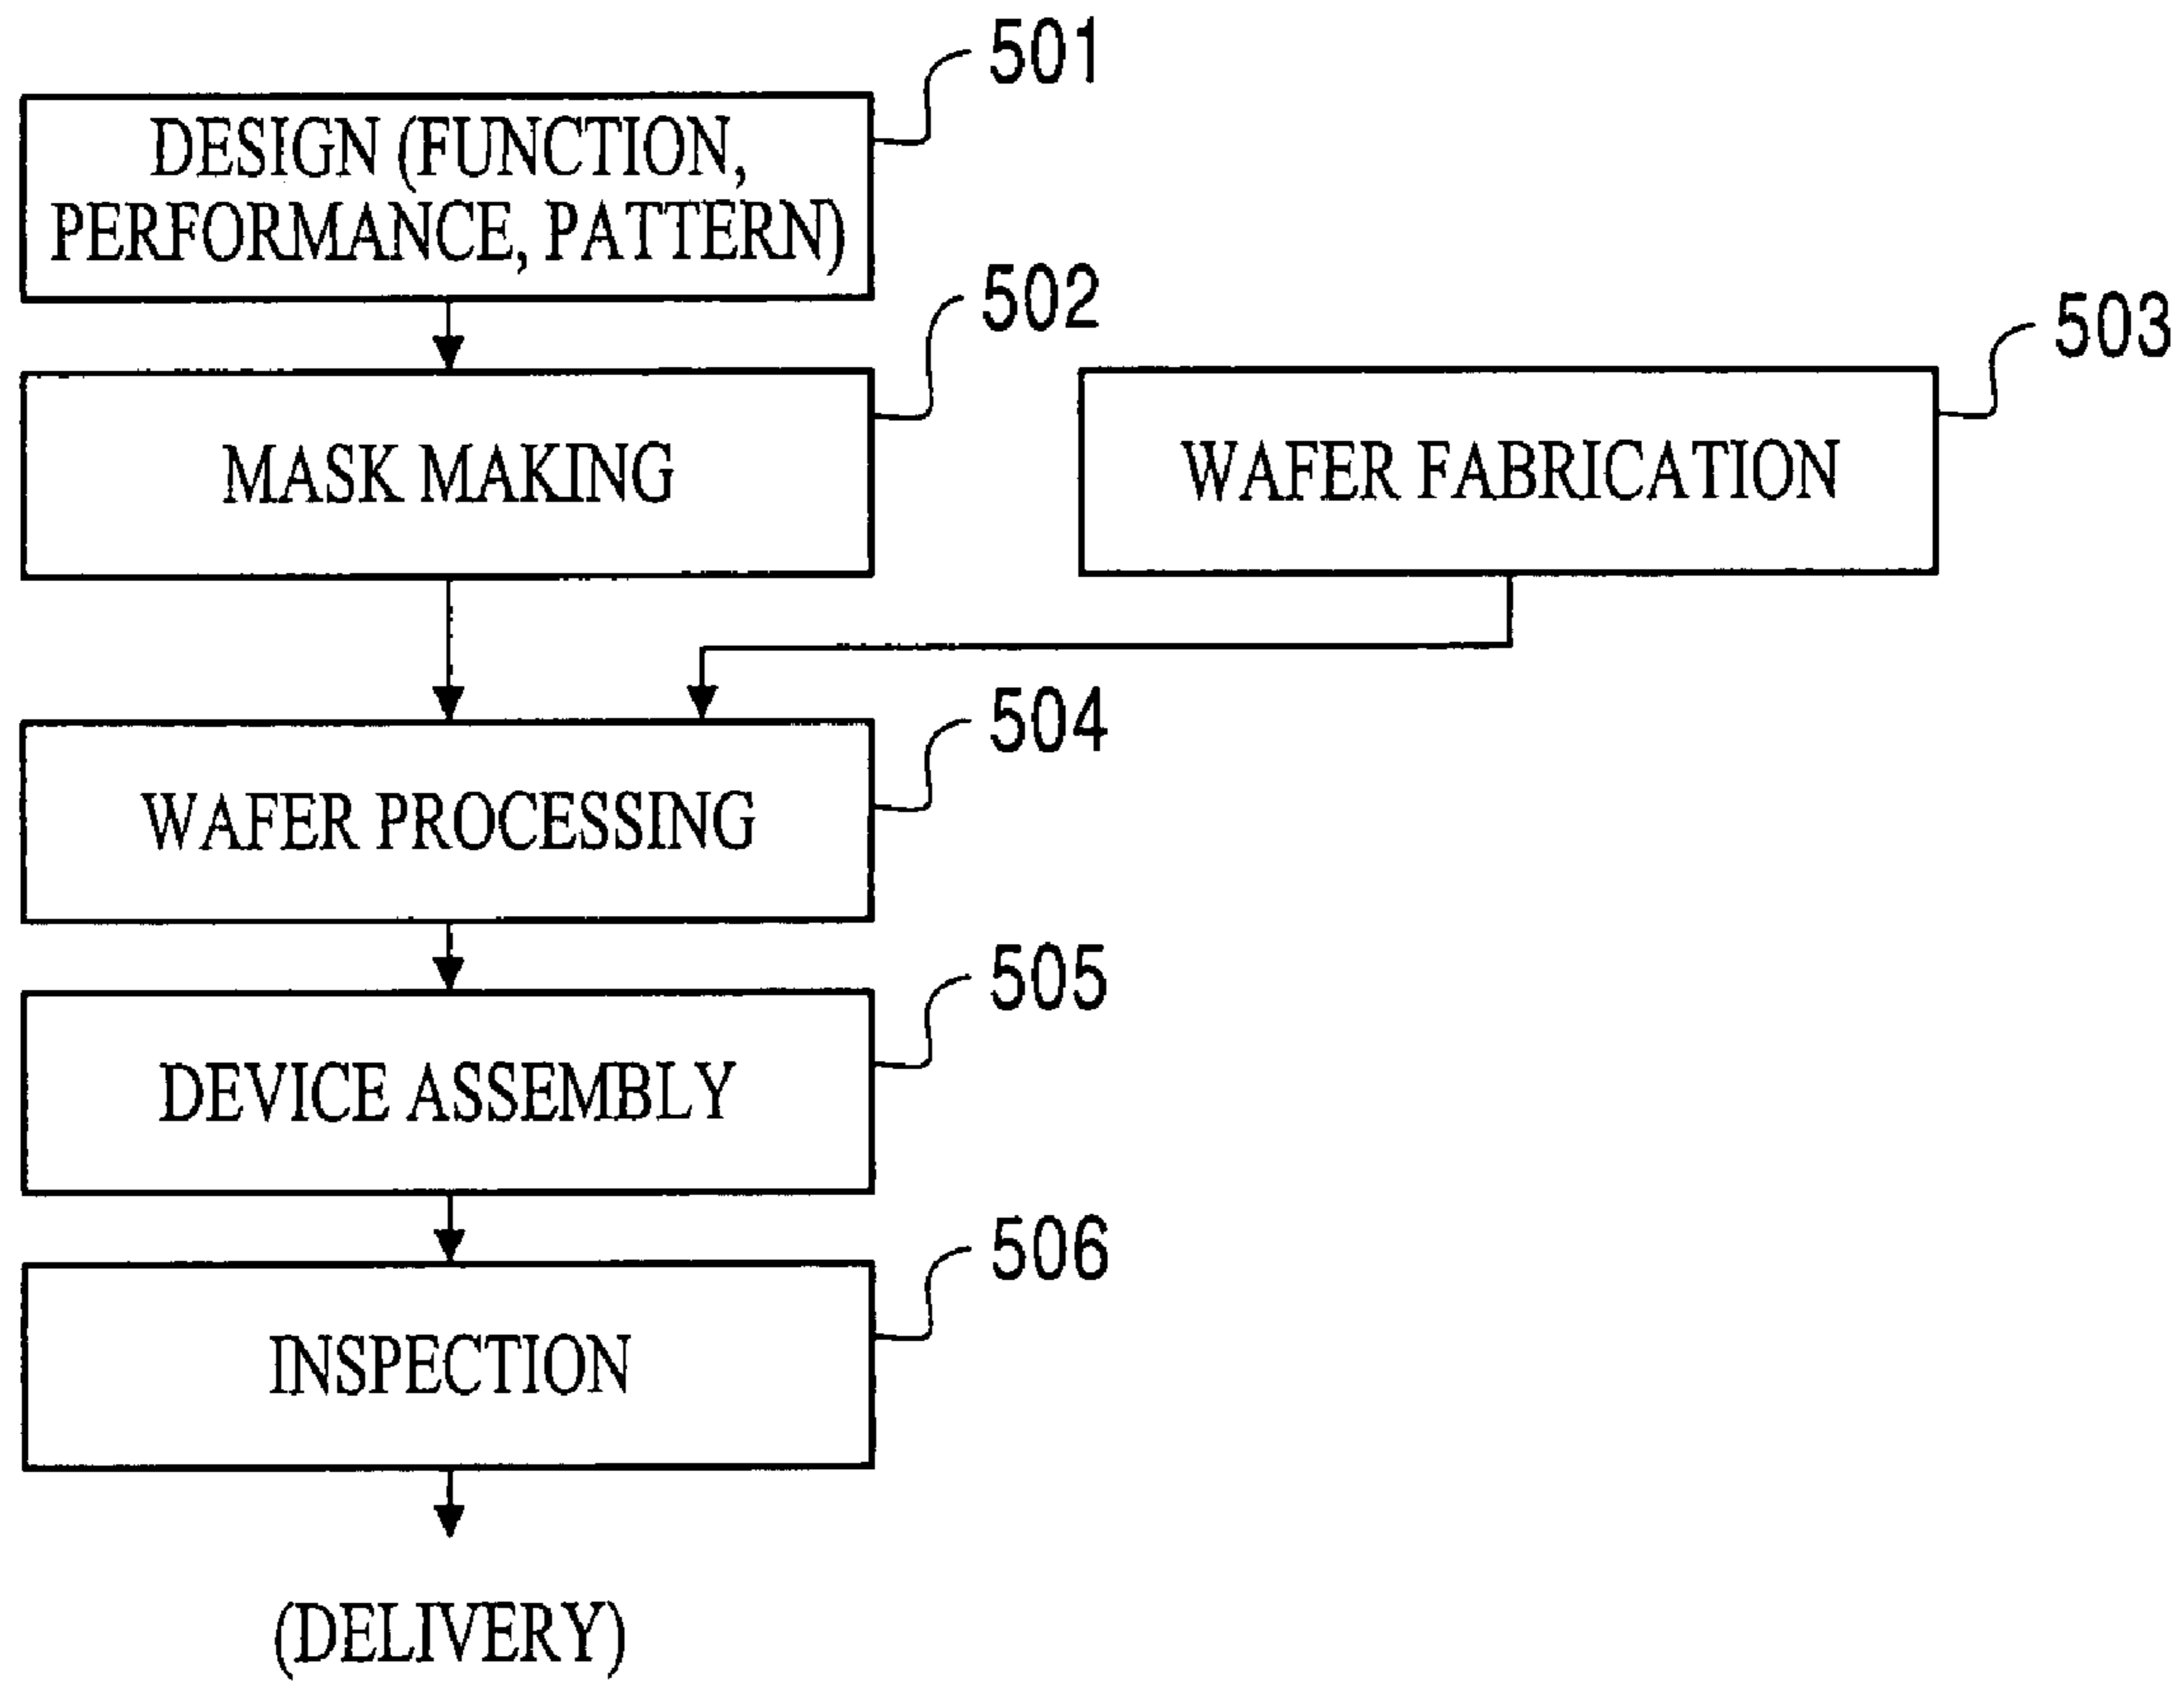 501
DESIGN (FUNCTION,
PERFORMANCE, PATTERN)
502
MASK MAKING
503
WAFER FABRICATION
504
WAFER PROCESSING
505
DEVICE ASSEMBLY
506
INSPECTION
(DELIVERY)